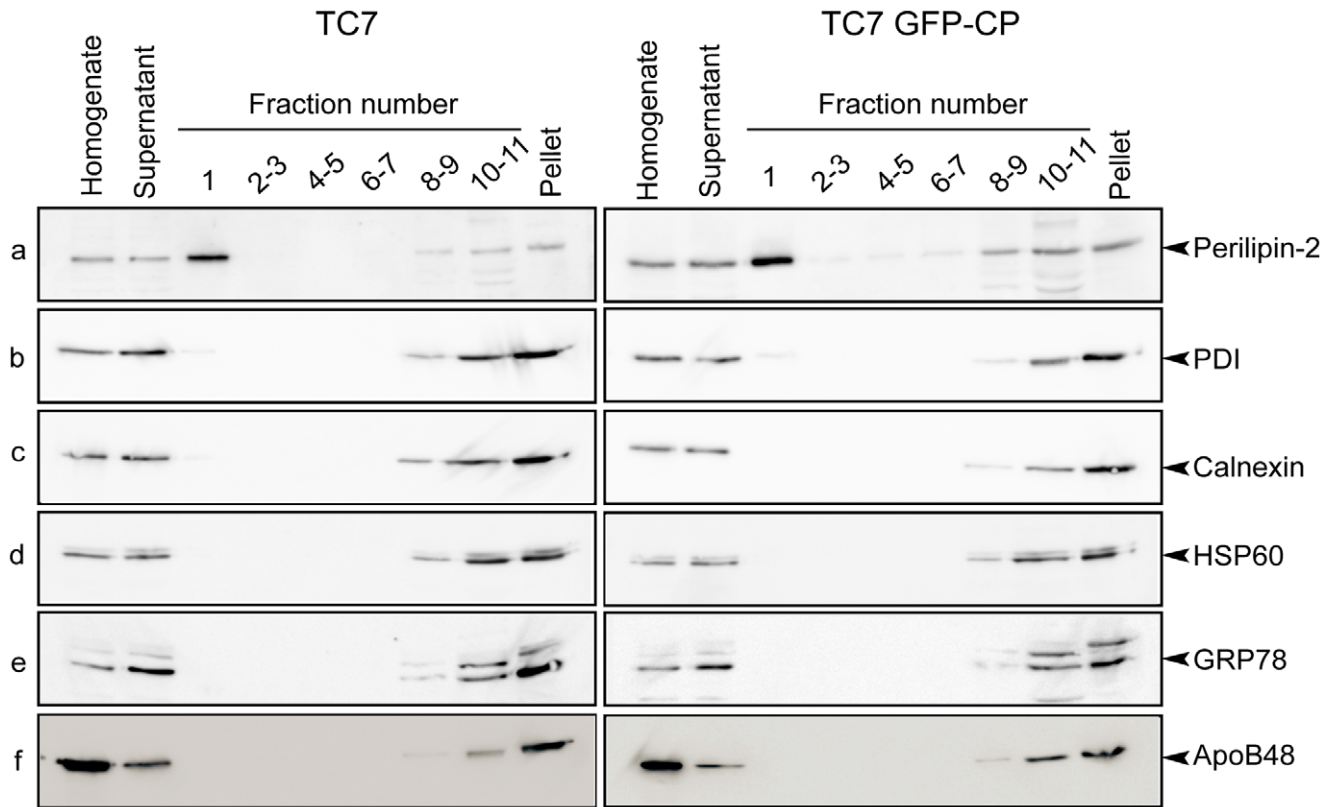 TC7
TC7 GFP-CP
Homogenate
Supernatant
Fraction number
1
2-3
4-5
6-7
8-9
10-11
Pellet
Homogenate
Supernatant
Fraction number
1
2-3
4-5
6-7
8-9
10-11
Pellet
a
Perilipin-2
b
PDI
c
Calnexin
d
HSP60
e
GRP78
f
ApoB48